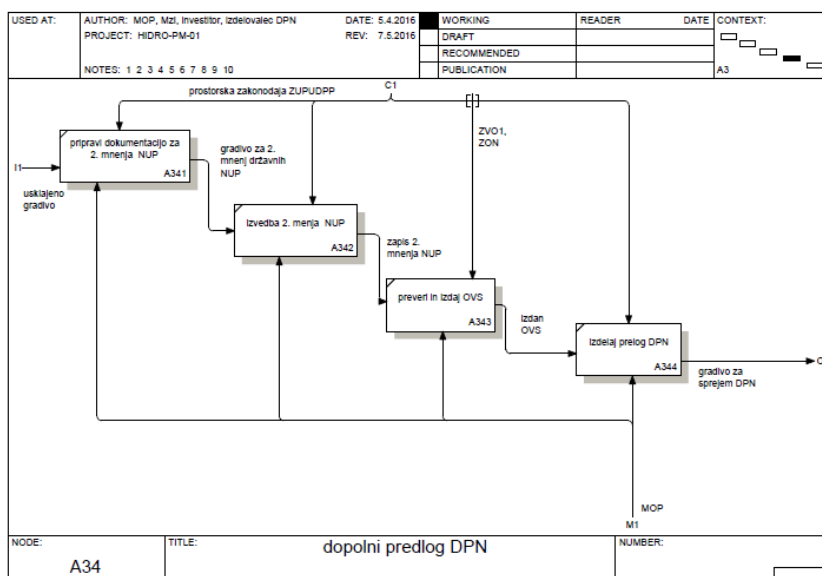 USED AT:
AUTHOR: MOP, MzI, Investitor, Izdelovalec DPN
DATE: 5.4.2016
WORKING
READER
DATE
CONTEXT:
PROJECT: HIDRO-PM-01
REV: 7.5.2016
DRAFT
RECOMMENDED
NOTES: 1 2 3 4 5 6 7 8 9 10
PUBLICATION
A3
prostorska zakonodaja ZUPUDPP
C1
ZVO1,
ZON
pripravi dokumentacijo za
2. mnenja NUP
A341
gradivo za 2.
mnenj državnih
NUP
I1
usklajeno
gradivo
Izvedba 2. menja NUP
A342
zapis 2.
mnenja NUP
preveri in izdaj OVS
A343
Izdan
OVS
Izdelaj prelog DPN
A344
gradivo za
sprejem DPN
MOP
M1
NODE:
TITLE:
NUMBER:
dopolni predlog DPN
A34